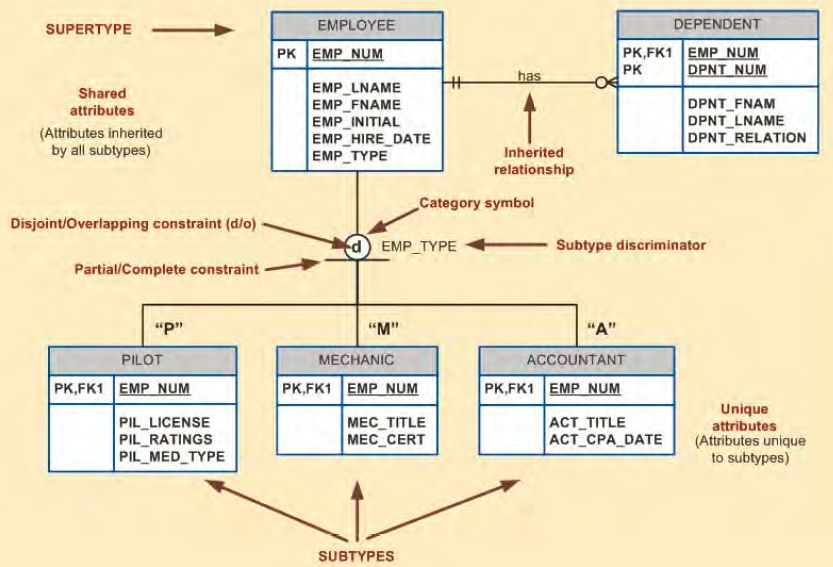 SUPERTYPE
EMPLOYEE
PK EMP_NUM
EMP_LNAME
EMP_FNAME
EMP_INITIAL
EMP_HIRE_DATE
EMP_TYPE
DEPENDENT
PK,FK1 EMP_NUM
PK DPNT_NUM
DPNT_FNAM
DPNT_LNAME
DPNT_RELATION
has
Shared
attributes
(Attributes inherited
by all subtypes)
Inherited
relationship
Category symbol
Disjoint/Overlapping constraint (d/o)
d
EMP_TYPE
Subtype discriminator
Partial/Complete constraint
“P”
“M”
“A”
PILOT
PK,FK1 EMP_NUM
PIL_LICENSE
PIL_RATINGS
PIL_MED_TYPE
MECHANIC
PK,FK1 EMP_NUM
MEC_TITLE
MEC_CERT
ACCOUNTANT
PK,FK1 EMP_NUM
ACT_TITLE
ACT_CPA_DATE
Unique
attributes
(Attributes unique
to subtypes)
SUBTYPES